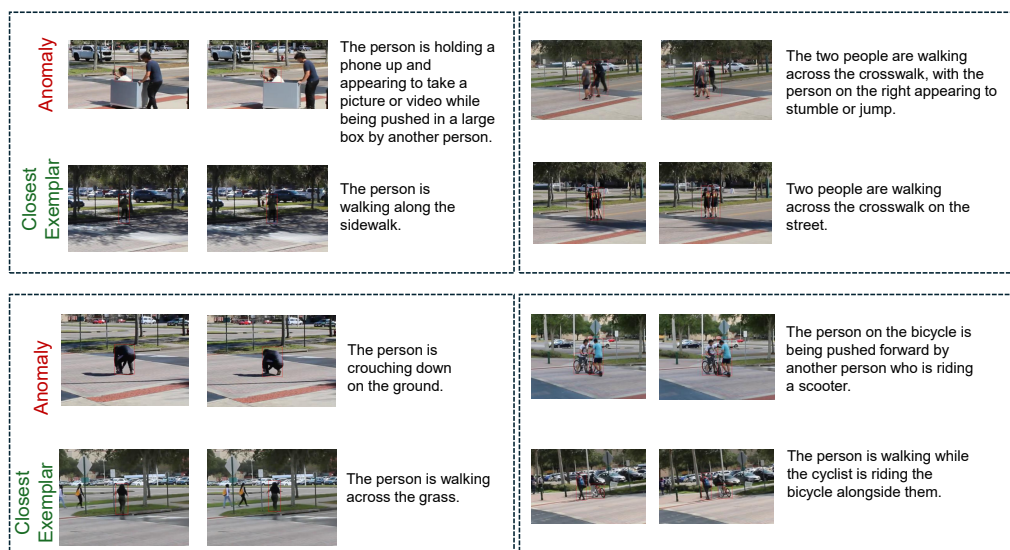 Anomaly
The person is holding a
phone up and
appearing to take a
picture or video while
being pushed in a large
box by another person.
Closest
Exemplar
The person is
walking along the
sidewalk.
The two people are walking
across the crosswalk, with the
person on the right appearing to
stumble or jump.
Two people are walking
across the crosswalk on the
street.
Anomaly
The person is
crouching down
on the ground.
Closest
Exemplar
The person is walking
across the grass.
The person on the bicycle is
being pushed forward by
another person who is riding
a scooter.
The person is walking while
the cyclist is riding the
bicycle alongside them.